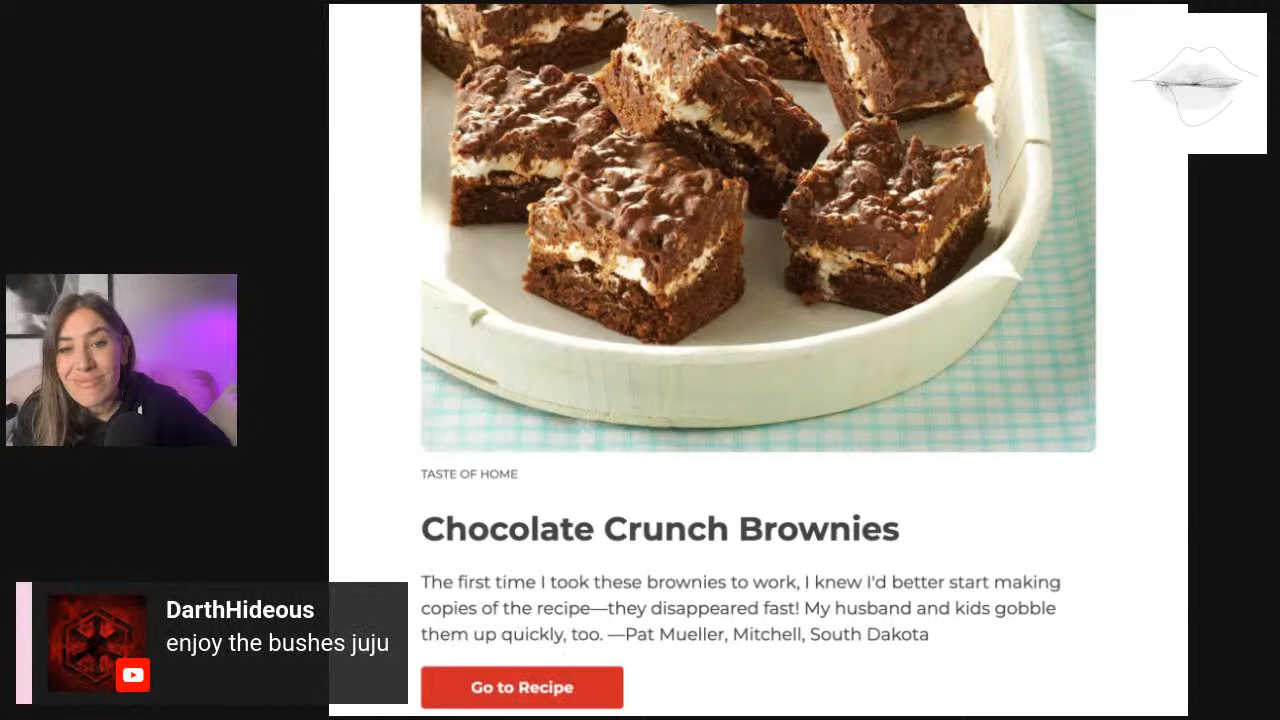 TASTE OF HOME
Chocolate Crunch Brownies
The first time I took these brownies to work, I knew I'd better start making
copies of the recipe—they disappeared fast! My husband and kids gobble
them up quickly, too. —Pat Mueller, Mitchell, South Dakota
Go to Recipe
DarthHideous
enjoy the bushes juju